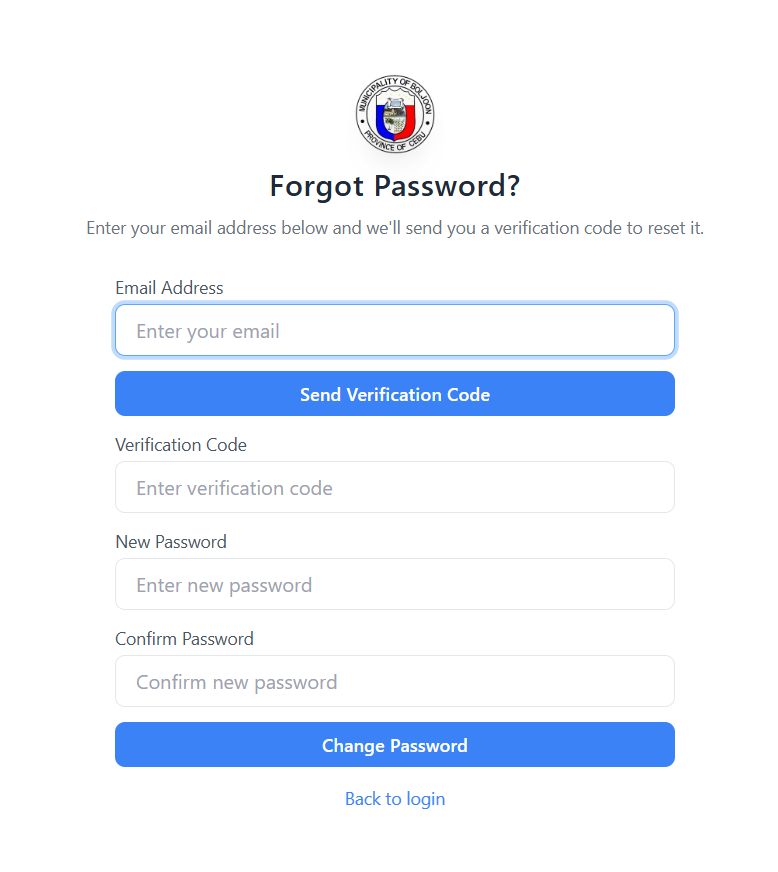 MUNICIPALITY OF BOLJOON
PROVINCE OF CEBU
Forgot Password?
Enter your email address below and we'll send you a verification code to reset it.
Email Address
Enter your email
Send Verification Code
Verification Code
Enter verification code
New Password
Enter new password
Confirm Password
Confirm new password
Change Password
Back to login